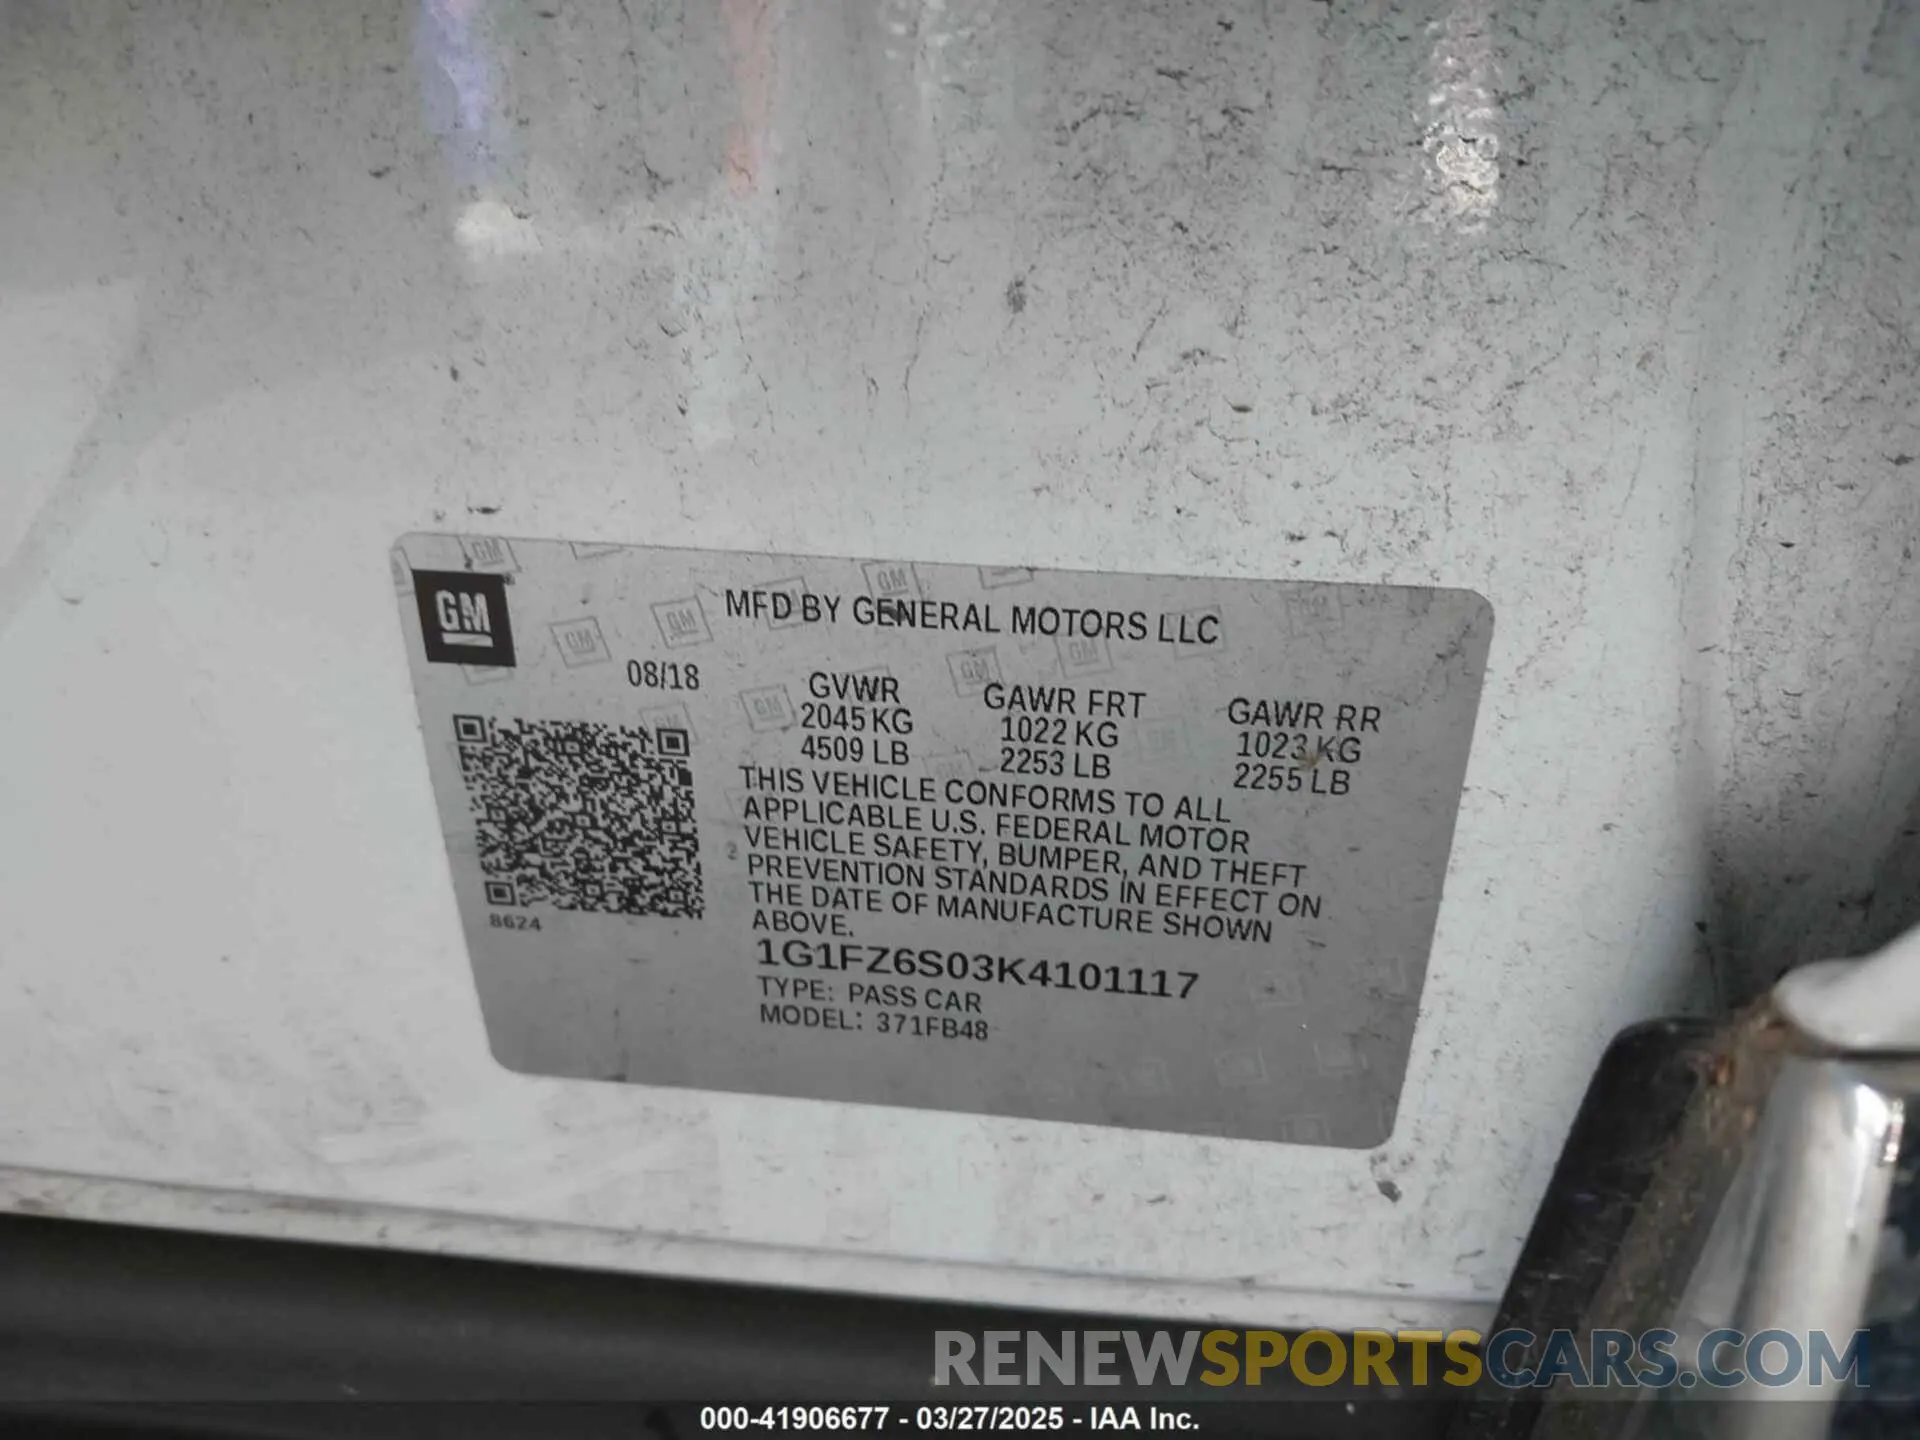 GM
MFD BY GENERAL MOTORS LLC
08/18
GVWR GAWR FRT GAWR RR
2045 KG 1022 KG 1023 KG
4509 LB 2253 LB 2255 LB
THIS VEHICLE CONFORMS TO ALL
APPLICABLE U.S. FEDERAL MOTOR
VEHICLE SAFETY, BUMPER, AND THEFT
PREVENTION STANDARDS IN EFFECT ON
THE DATE OF MANUFACTURE SHOWN
ABOVE.
8624
1G1FZ6S03K4101117
TYPE: PASS CAR
MODEL: 371FB48
RENEWSPORTSCARS.COM
000-41906677 - 03/27/2025 - IAA Inc.